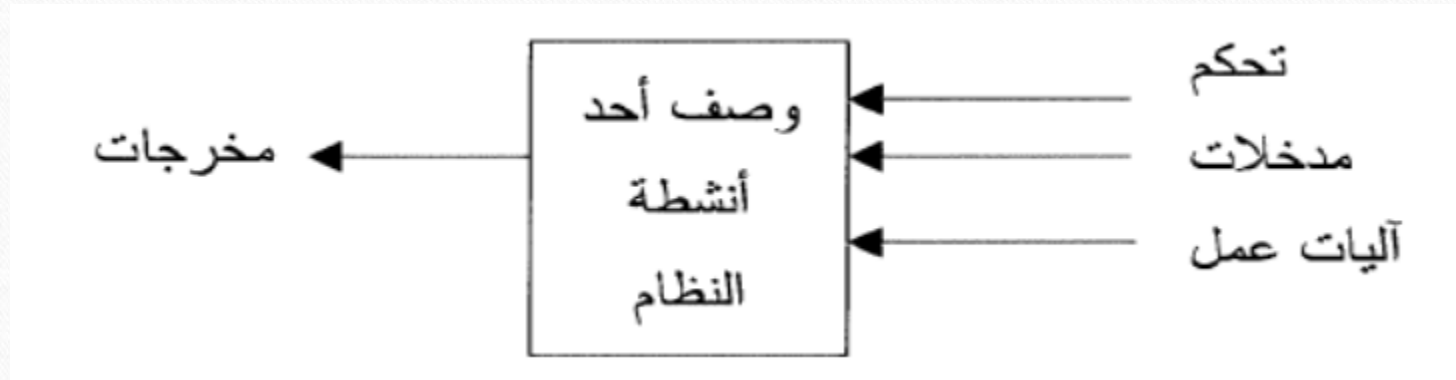 تحكم
مدخلات
آليات عمل
وصف أحد
أنشطة
النظام
مخرجات